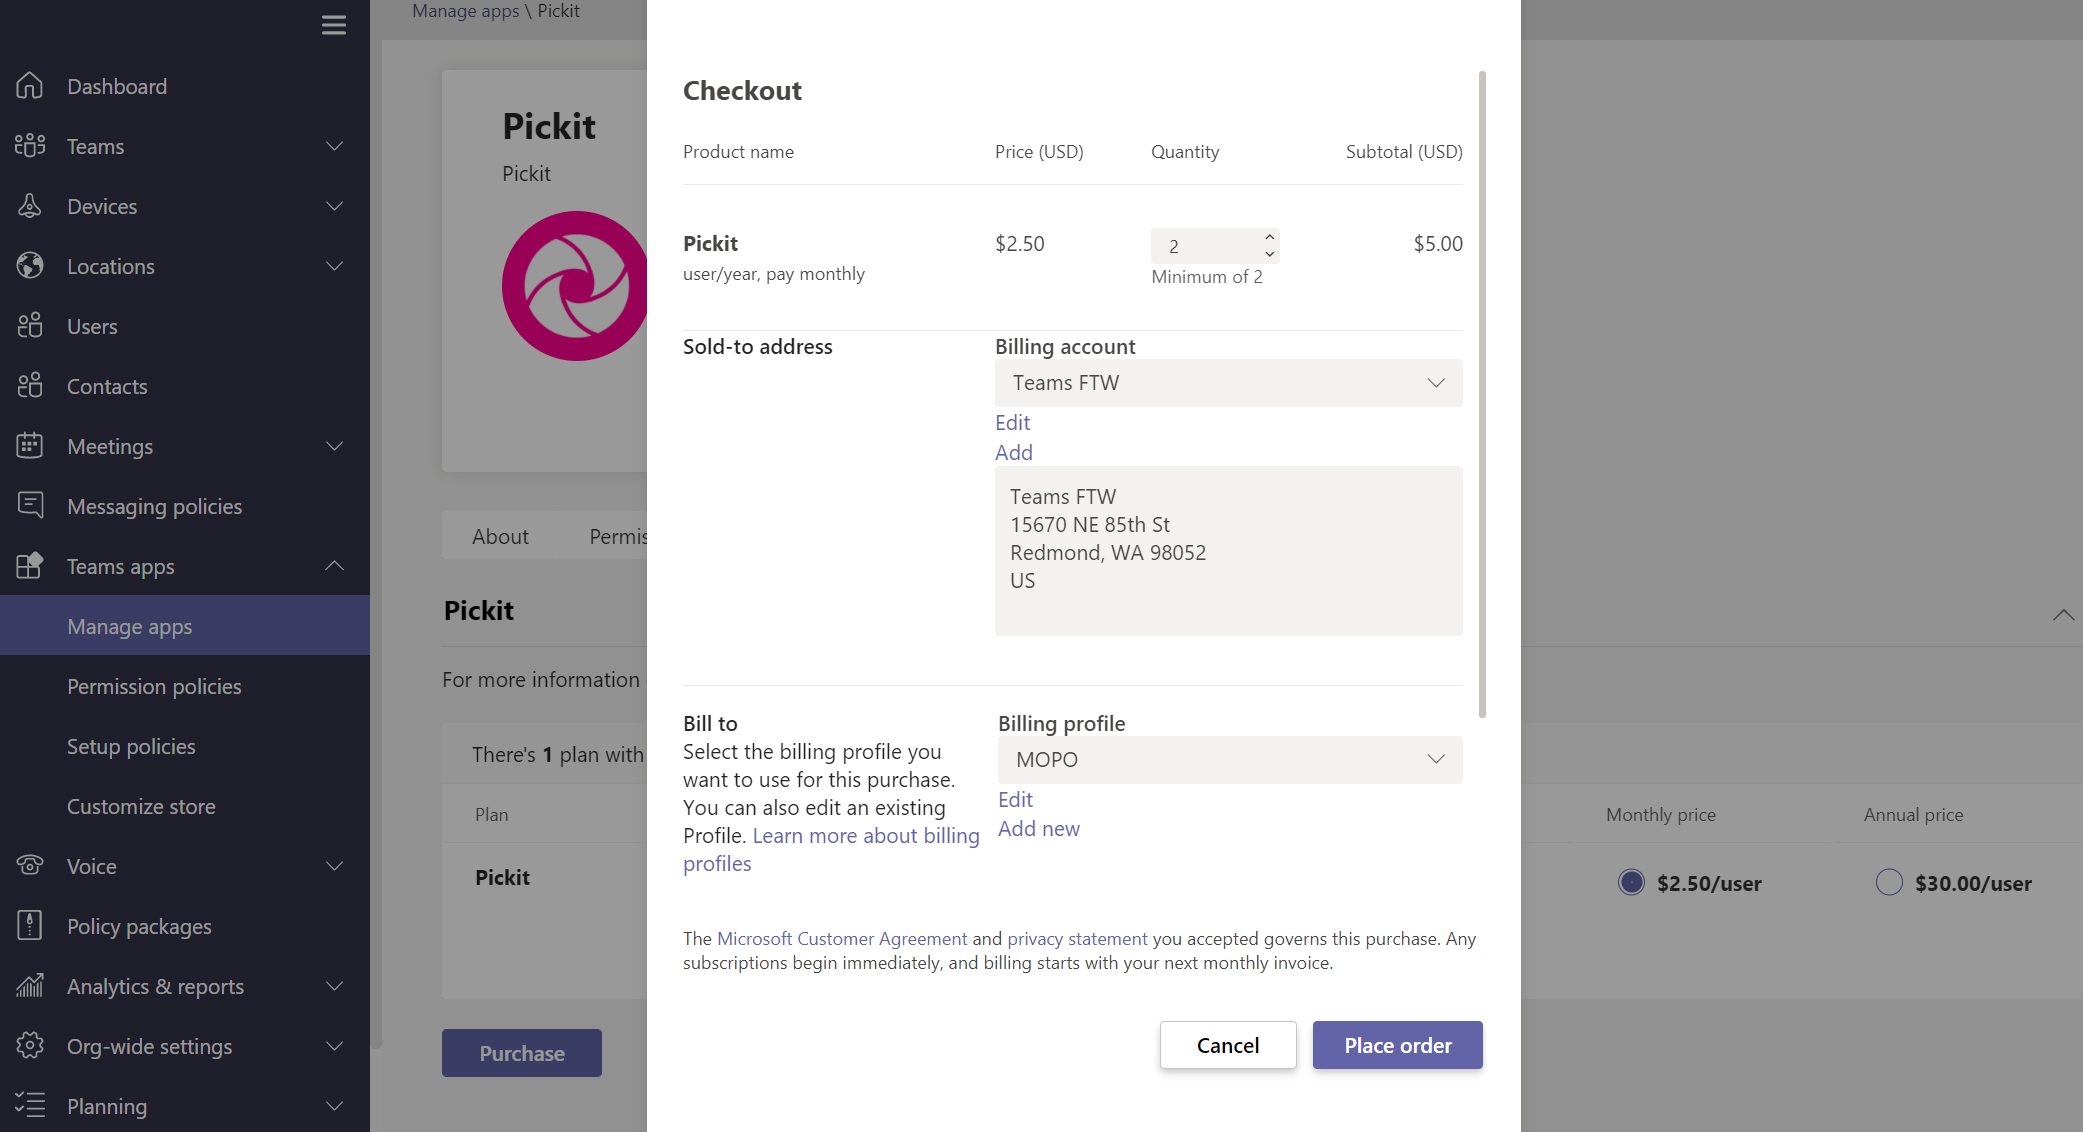 Manage apps \ Pickit
Dashboard
Teams
Devices
Locations
Users
Contacts
Meetings
Messaging policies
Teams apps
Manage apps
Permission policies
Setup policies
Customize store
Voice
Policy packages
Analytics & reports
Org-wide settings
Planning
Pickit
Pickit
About
Pickit
For more information
There's 1 plan with
Plan
Pickit
Purchase
Monthly price Annual price
$2.50/user $30.00/user
Checkout
Product name Price (USD) Quantity Subtotal (USD)
Pickit $2.50 2 $5.00
user/year, pay monthly Minimum of 2
Sold-to address
Billing account
Teams FTW
Edit
Add
Teams FTW
15670 NE 85th St
Redmond, WA 98052
US
Bill to
Select the billing profile you
want to use for this purchase.
You can also edit an existing
Profile. Learn more about billing
profiles
Billing profile
MOPO
Edit
Add new
The Microsoft Customer Agreement and privacy statement you accepted governs this purchase. Any
subscriptions begin immediately, and billing starts with your next monthly invoice.
Cancel
Place order